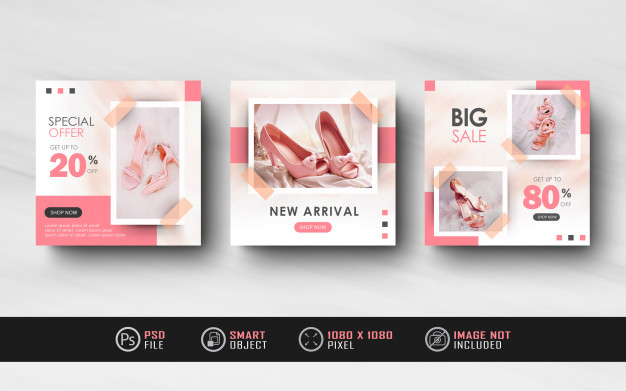 SPECIAL
OFFER
GET UP TO
20%
OFF
SHOP NOW
NEW ARRIVAL
SHOP NOW
BIG
SALE
GET UP TO
80%
OFF
SHOP NOW
Ps
PSD
FILE
SMART
OBJECT
1080 X 1080
PIXEL
IMAGE NOT
INCLUDED